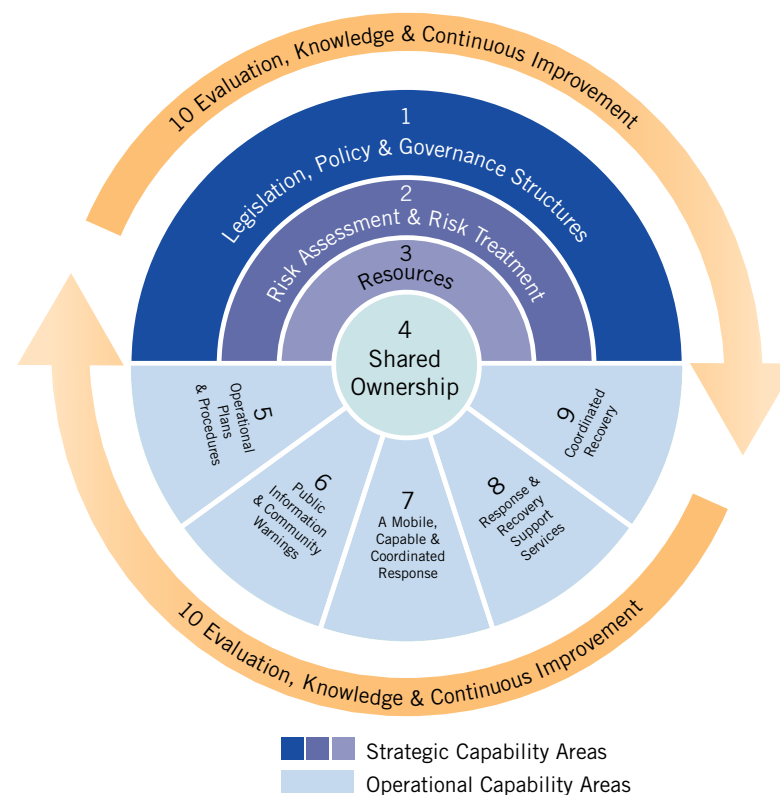 10 Evaluation, Knowledge & Continuous Improvement
1
Legislation, Policy & Governance Structures
2
Risk Assessment & Risk Treatment
3
Resources
4
Shared
Ownership
5
Operational
Plans
& Procedures
6
Public
Information
& Community
Warnings
7
A Mobile,
Capable &
Coordinated
Response
8
Response &
Recovery
Support
Services
9
Coordinated
Recovery
10 Evaluation, Knowledge & Continuous Improvement
Strategic Capability Areas
Operational Capability Areas